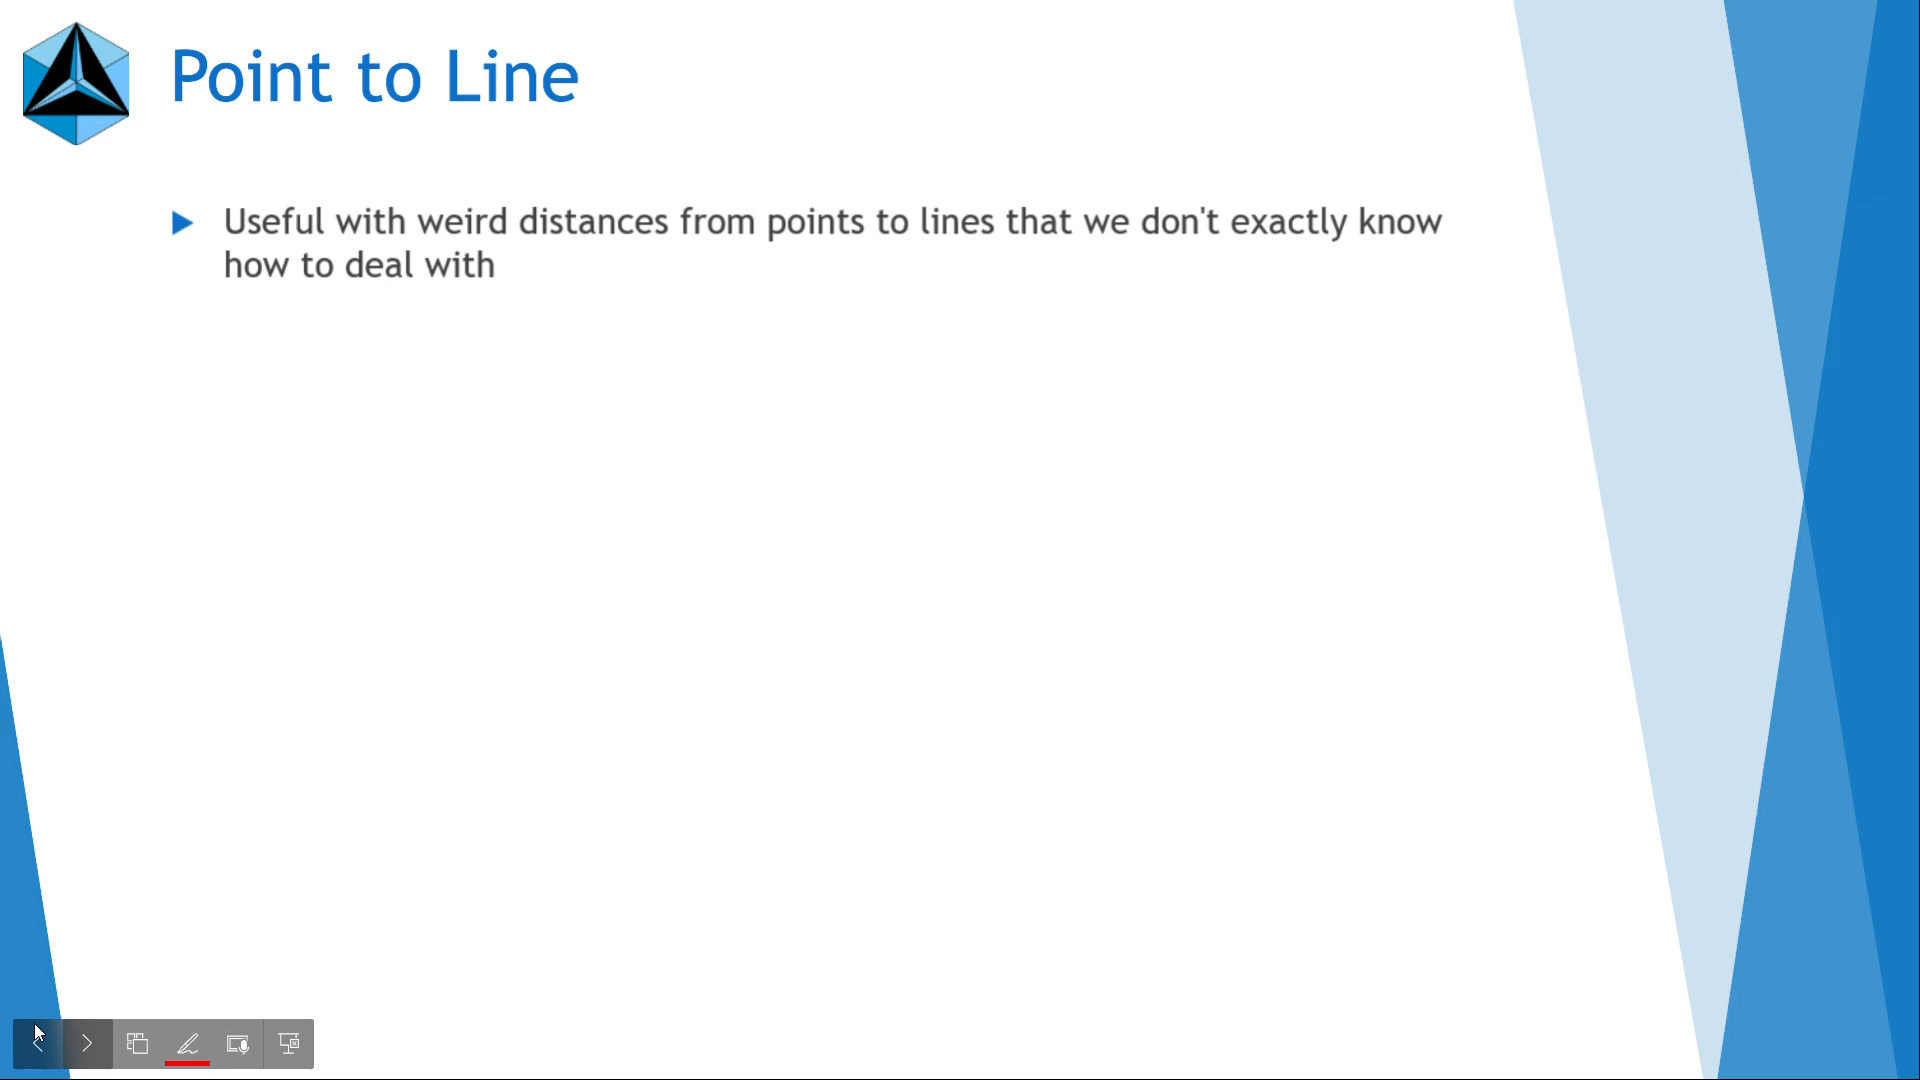 Point to Line
Useful with weird distances from points to lines that we don't exactly know
how to deal with